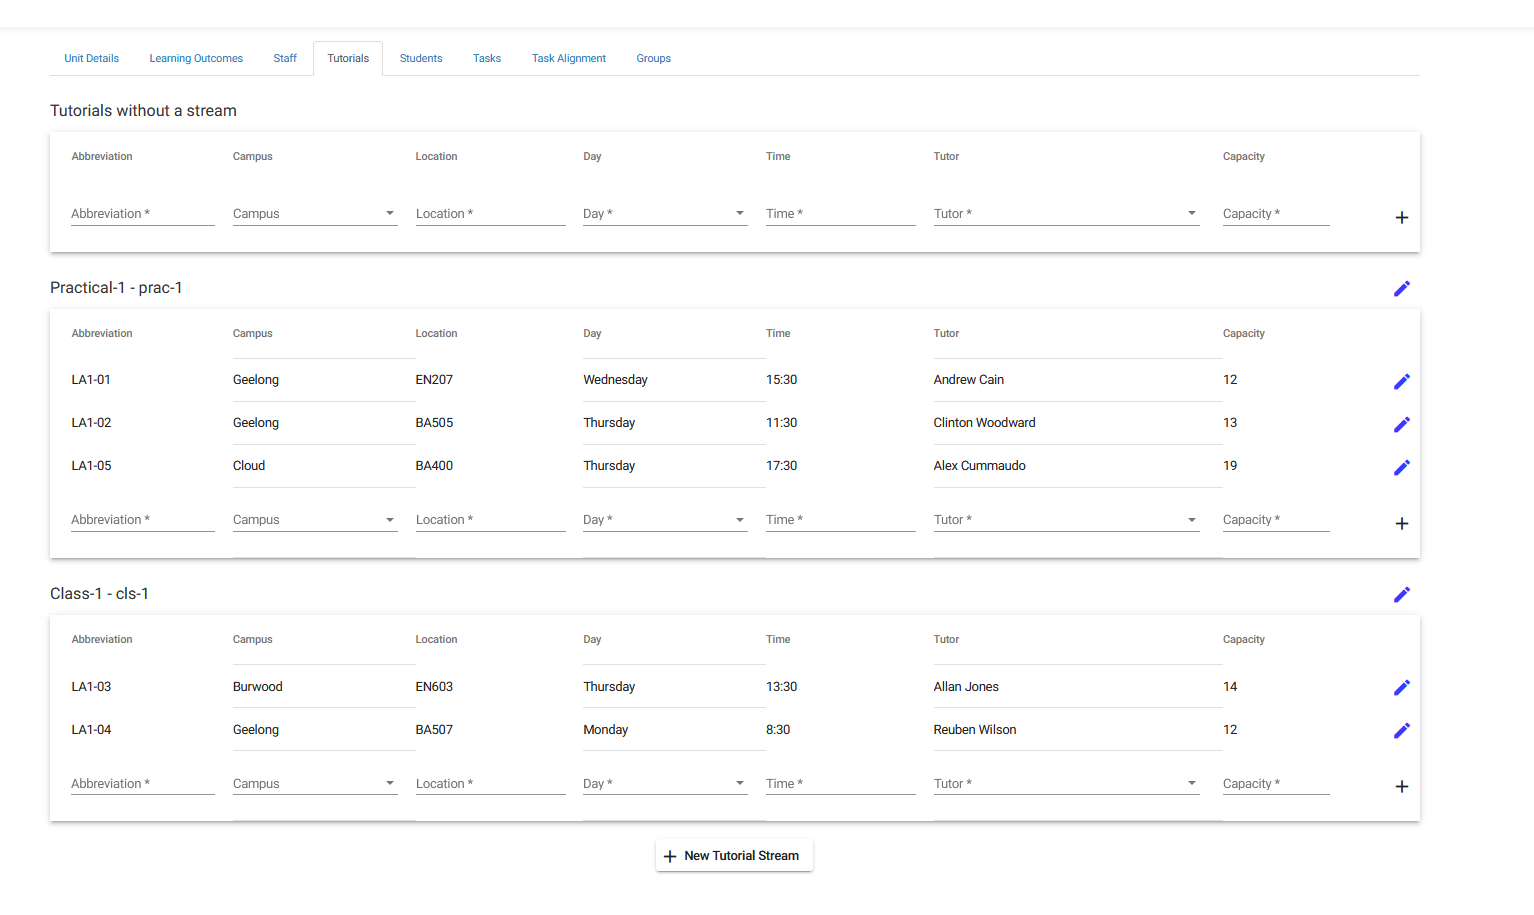 Unit Details Learning Outcomes Staff Tutorials Students Tasks Task Alignment Groups
Tutorials without a stream
Abbreviation Campus Location Day Time Tutor Capacity
Abbreviation * Campus Location * Day * Time * Tutor * Capacity *
Practical-1 - prac-1
Abbreviation Campus Location Day Time Tutor Capacity
LA1-01 Geelong EN207 Wednesday 15:30 Andrew Cain 12
LA1-02 Geelong BA505 Thursday 11:30 Clinton Woodward 13
LA1-05 Cloud BA400 Thursday 17:30 Alex Cummaudo 19
Abbreviation * Campus Location * Day * Time * Tutor * Capacity *
Class-1 - cls-1
Abbreviation Campus Location Day Time Tutor Capacity
LA1-03 Burwood EN603 Thursday 13:30 Allan Jones 14
LA1-04 Geelong BA507 Monday 8:30 Reuben Wilson 12
Abbreviation * Campus Location * Day * Time * Tutor * Capacity *
New Tutorial Stream